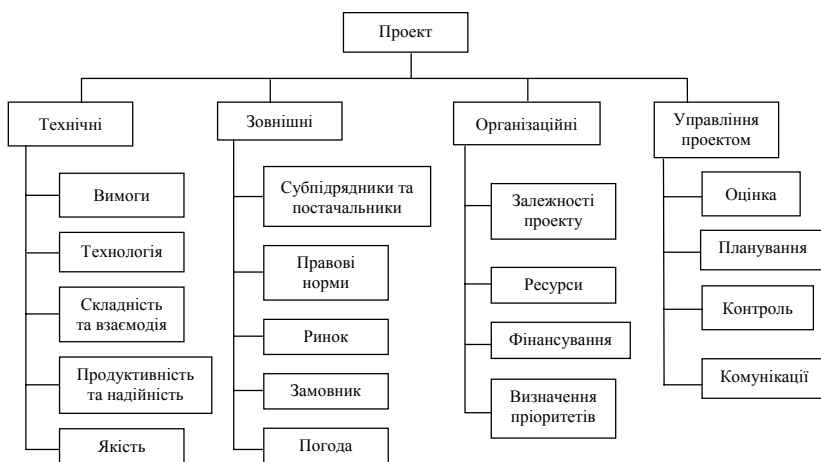 Проект
Технічні
Вимоги
Технологія
Складність
та взаємодія
Продуктивність
та надійність
Якість
Зовнішні
Субпідрядники та
постачальники
Правові
норми
Ринок
Замовник
Погода
Організаційні
Залежності
проекту
Ресурси
Фінансування
Визначення
пріоритетів
Управління
проектом
Оцінка
Планування
Контроль
Комунікації